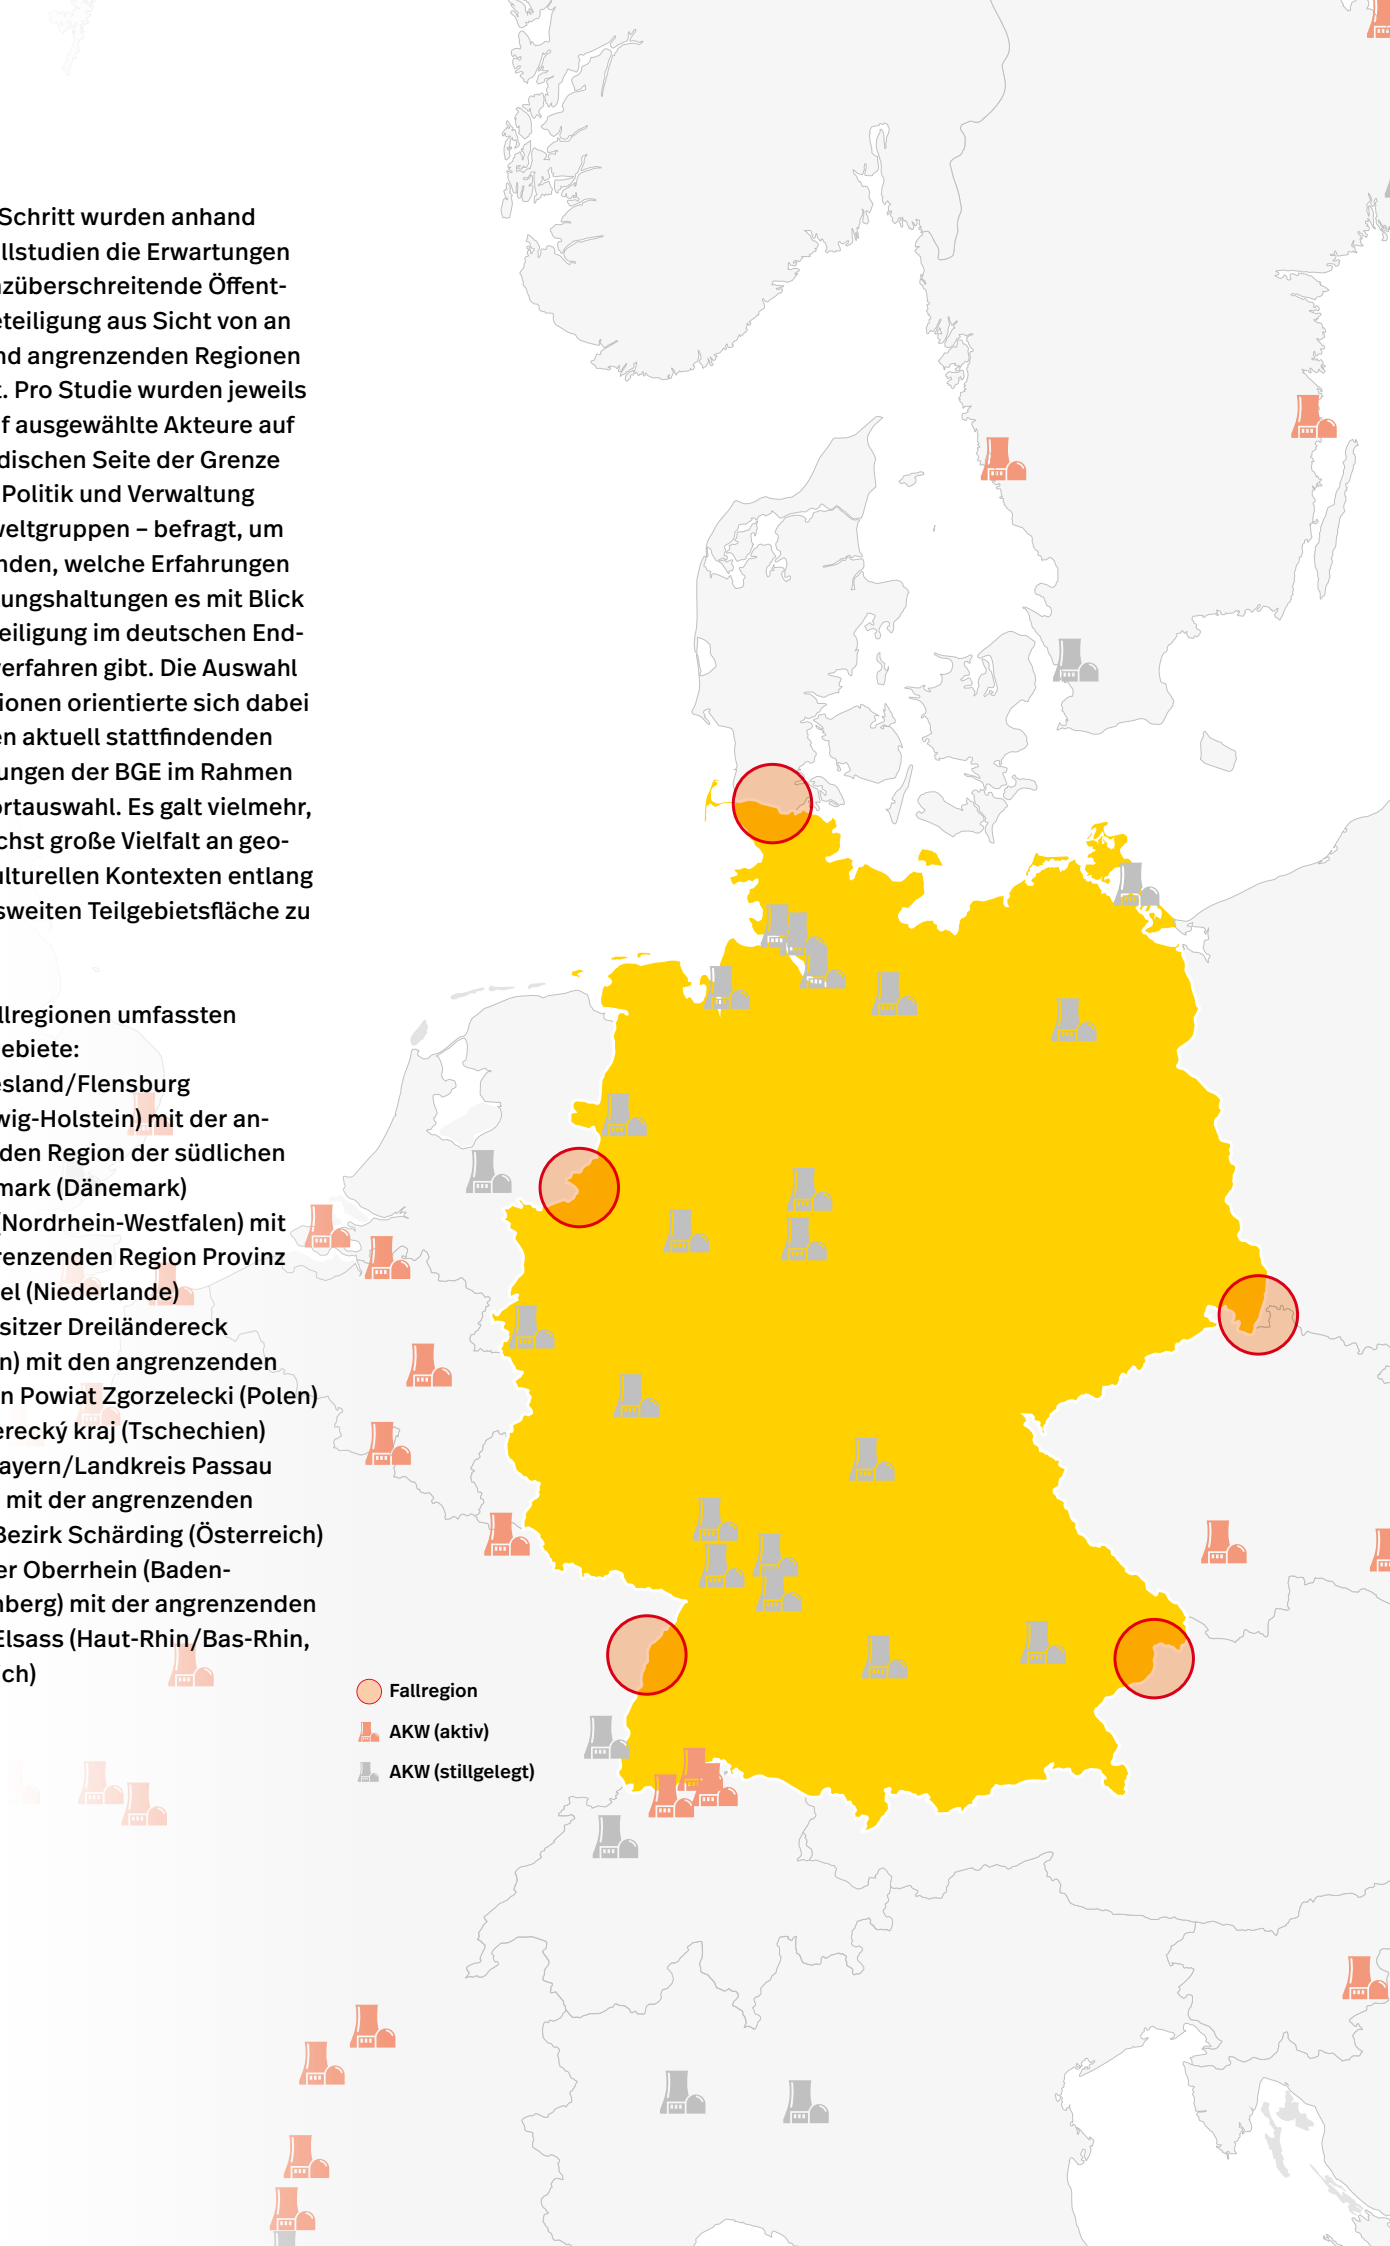 Schritt wurden anhand
llstudien die Erwartungen
nzüberschreitende Öffent-
eteiligung aus Sicht von an
nd angrenzenden Regionen
t. Pro Studie wurden jeweils
f ausgewählte Akteure auf
dischen Seite der Grenze
Politik und Verwaltung
weltgruppen – befragt, um
nden, welche Erfahrungen
ungshaltungen es mit Blick
eiligung im deutschen End-
verfahren gibt. Die Auswahl
ionen orientierte sich dabei
en aktuell stattfindenden
ungen der BGE im Rahmen
ortauswahl. Es galt vielmehr,
chst große Vielfalt an geo-
ulturellen Kontexten entlang
sweiten Teilgebietsfläche zu
llregionen umfassten
ebiete:
esland/Flensburg
wig-Holstein) mit der an-
den Region der südlichen
mark (Dänemark)
(Nordrhein-Westfalen) mit
renzenden Region Provinz
el (Niederlande)
sitzer Dreiländereck
n) mit den angrenzenden
n Powiat Zgorzelecki (Polen)
erecký kraj (Tschechien)
ayern/Landkreis Passau
mit der angrenzenden
Bezirk Schärding (Österreich)
er Oberrhein (Baden-
mberg) mit der angrenzenden
Elsass (Haut-Rhin/Bas-Rhin,
ich)
Fallregion
AKW (aktiv)
AKW (stillgelegt)